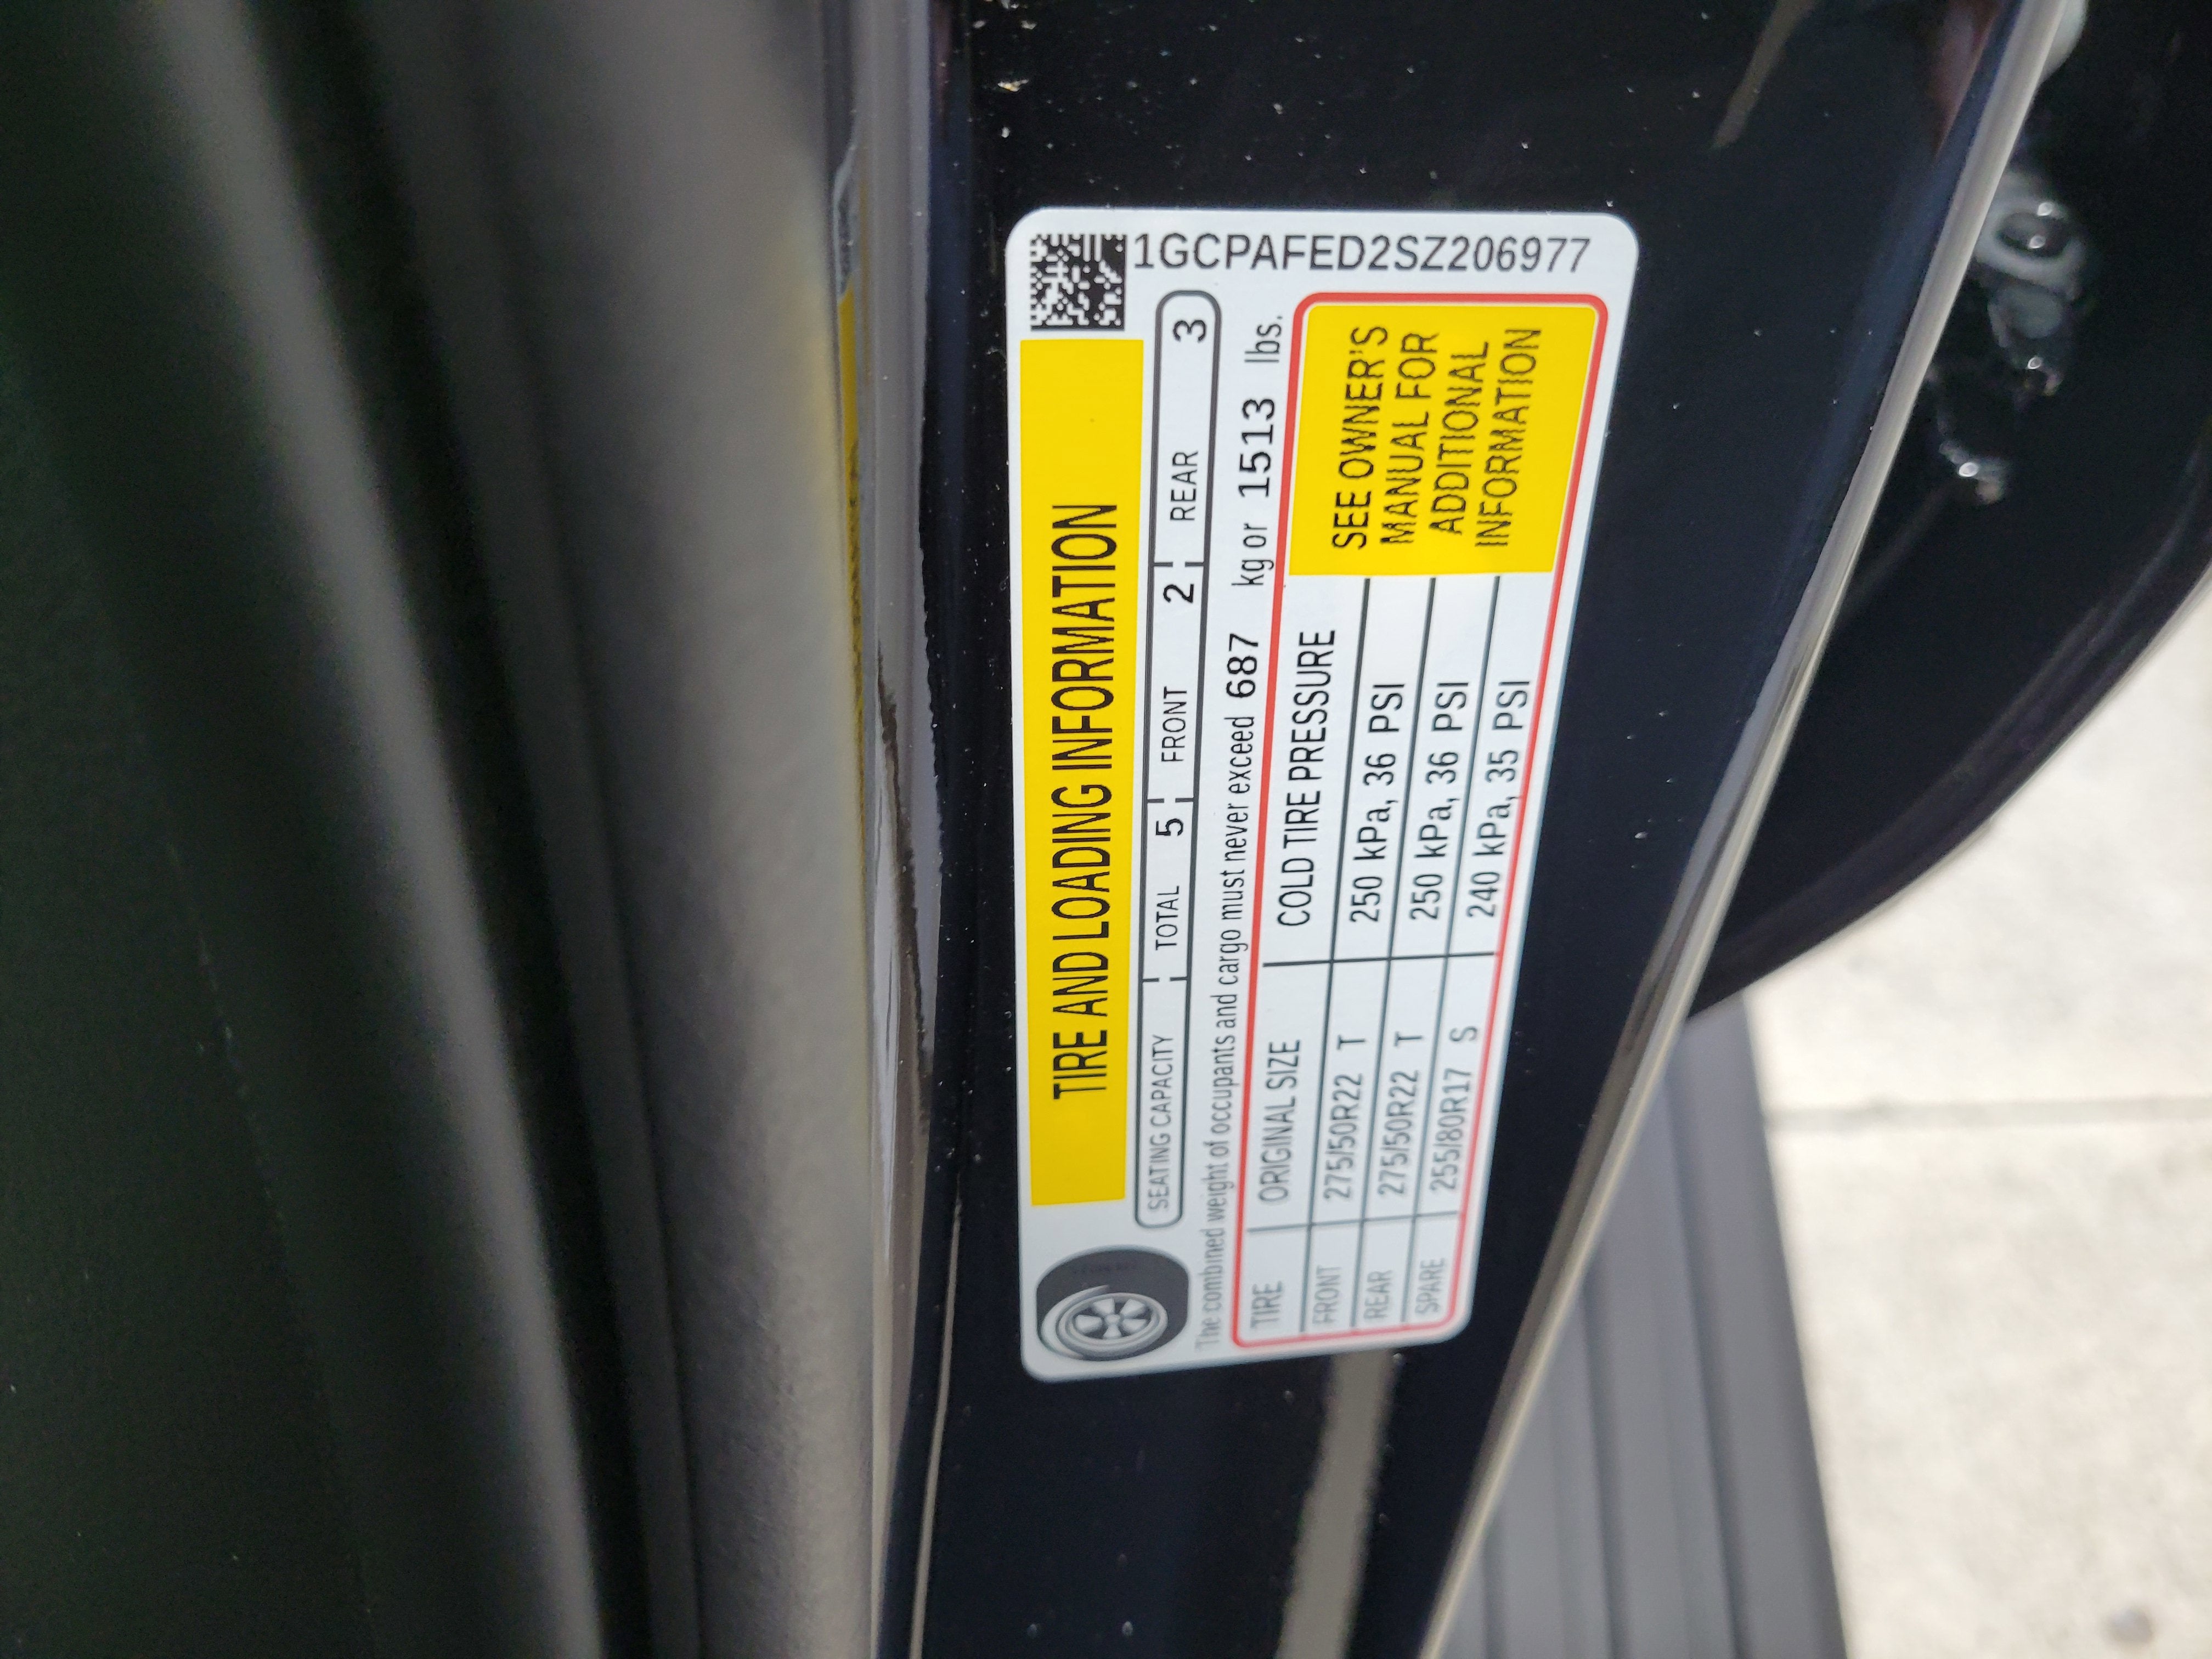 TIRE AND LOADING INFORMATION
SEATING CAPACITY TOTAL 5 FRONT 2 REAR 3
The combined weight of occupants and cargo must never exceed 687 kg or 1513 lbs.
TIRE ORIGINAL SIZE COLD TIRE PRESSURE
FRONT 275/50R22 T 250 kPa, 36 PSI
REAR 275/50R22 T 250 kPa, 36 PSI
SPARE 255/80R17 S 240 kPa, 35 PSI
SEE OWNER'S
MANUAL FOR
ADDITIONAL
INFORMATION
1GCPAFED2SZ206977